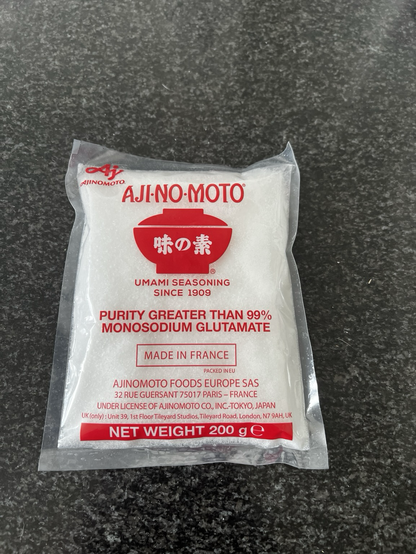 Aj
AJINOMOTO.
AJI-NO-MOTO®
味の素
®
UMAMI SEASONING
SINCE 1909
PURITY GREATER THAN 99%
MONOSODIUM GLUTAMATE
MADE IN FRANCE
PACKED IN EU
AJINOMOTO FOODS EUROPE SAS
32 RUE GUERSANT 75017 PARIS – FRANCE
UNDER LICENSE OF AJINOMOTO CO., INC.-TOKYO, JAPAN
UK (only) : Unit 39, 1st Floor Tileyard Studios, Tileyard Road, London, N7 9AH, UK
NET WEIGHT 200 g ℮